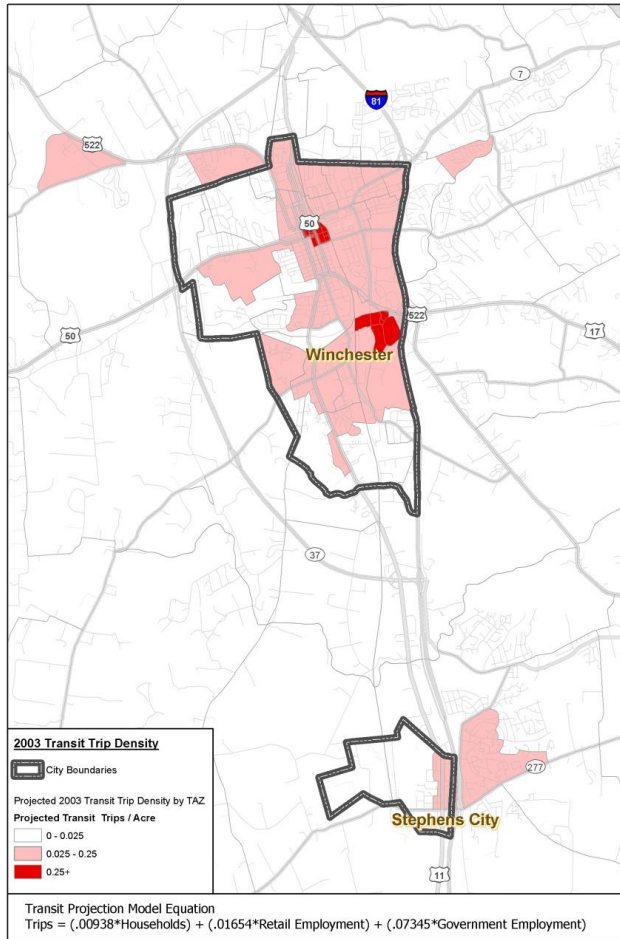 7
81
522
50
522
50
17
Winchester
37
2003 Transit Trip Density
City Boundaries
Projected 2003 Transit Trip Density by TAZ
Projected Transit Trips / Acre
0 - 0.025
0.025 - 0.25
0.25+
277
Stephens City
11
Transit Projection Model Equation
Trips = (.00938*Households) + (.01654*Retail Employment) + (.07345*Government Employment)